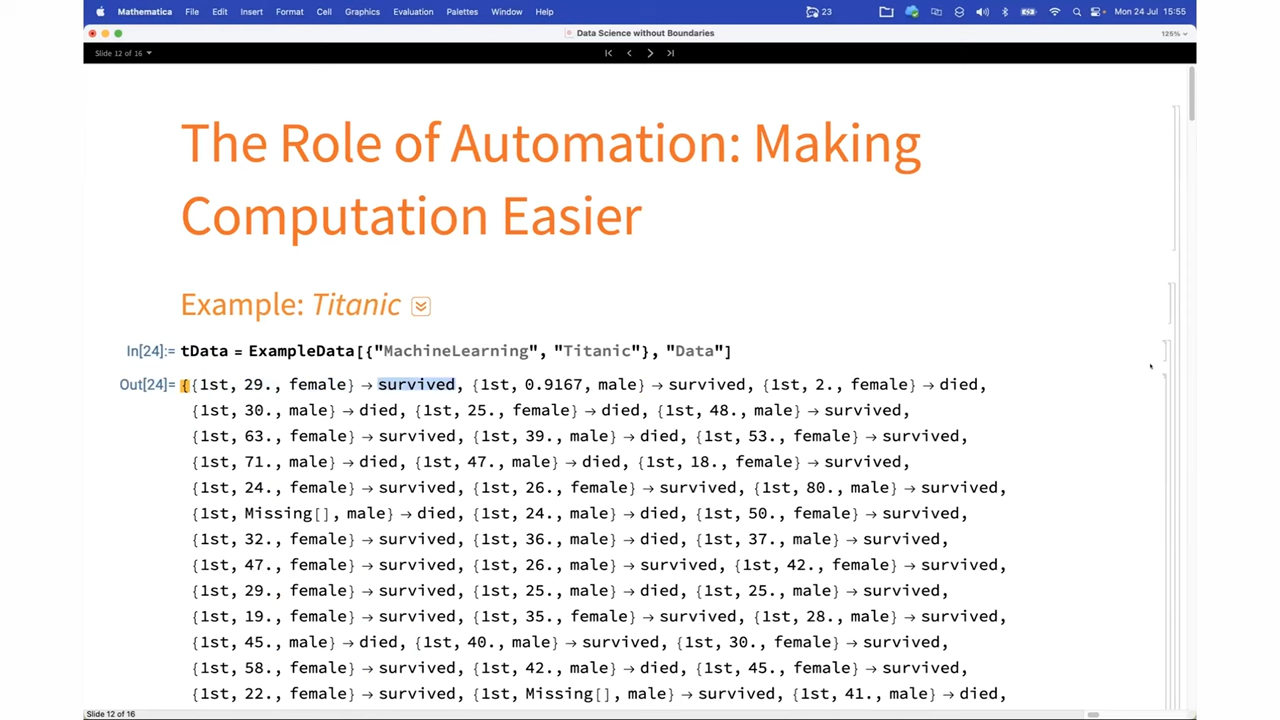 Mathematica File Edit Insert Format Cell Graphics Evaluation Palettes Window Help 23 Mon 24 Jul 15:55
Data Science without Boundaries 125%
Slide 12 of 16
The Role of Automation: Making
Computation Easier
Example: Titanic
In[24]:= tData = ExampleData[{"MachineLearning", "Titanic"}, "Data"]
Out[24]= {{1st, 29., female} → survived, {1st, 0.9167, male} → survived, {1st, 2., female} → died,
{1st, 30., male} → died, {1st, 25., female} → died, {1st, 48., male} → survived,
{1st, 63., female} → survived, {1st, 39., male} → died, {1st, 53., female} → survived,
{1st, 71., male} → died, {1st, 47., male} → died, {1st, 18., female} → survived,
{1st, 24., female} → survived, {1st, 26., female} → survived, {1st, 80., male} → survived,
{1st, Missing[], male} → died, {1st, 24., male} → died, {1st, 50., female} → survived,
{1st, 32., female} → survived, {1st, 36., male} → died, {1st, 37., male} → survived,
{1st, 47., female} → survived, {1st, 26., male} → survived, {1st, 42., female} → survived,
{1st, 29., female} → survived, {1st, 25., male} → died, {1st, 25., male} → survived,
{1st, 19., female} → survived, {1st, 35., female} → survived, {1st, 28., male} → survived,
{1st, 45., male} → died, {1st, 40., male} → survived, {1st, 30., female} → survived,
{1st, 58., female} → survived, {1st, 42., male} → died, {1st, 45., female} → survived,
{1st, 22., female} → survived, {1st, Missing[], male} → survived, {1st, 41., male} → died,
Slide 12 of 16